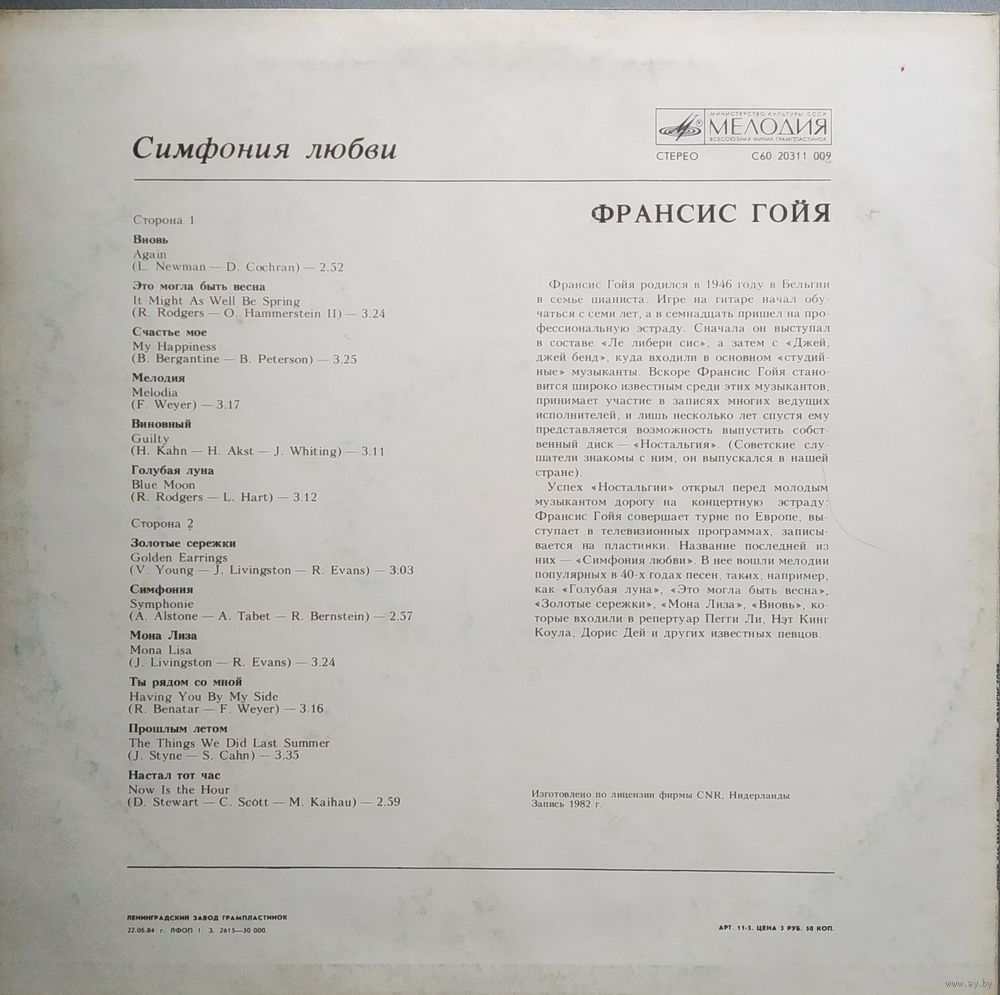 Симфония любви
МИНИСТЕРСТВО КУЛЬТУРЫ СССР
МЕЛОДИЯ
ВСЕСОЮЗНАЯ ФИРМА ГРАМПЛАСТИНОК
СТЕРЕО С60 20311 009
ФРАНСИС ГОЙЯ
Сторона 1
Вновь
Again
(L. Newman — D. Cochran) — 2.52
Это могла быть весна
It Might As Well Be Spring
(R. Rodgers — O. Hammerstein II) — 3.24
Счастье мое
My Happiness
(B. Bergantine — B. Peterson) — 3.25
Мелодия
Melodia
(F. Weyer) — 3.17
Виновный
Guilty
(H. Kahn — H. Akst — J. Whiting) — 3.11
Голубая луна
Blue Moon
(R. Rodgers — L. Hart) — 3.12
Сторона 2
Золотые сережки
Golden Earrings
(V. Young — J. Livingston — R. Evans) — 3:03
Симфония
Symphonie
(A. Alstone — A. Tabet — R. Bernstein) — 2.57
Мона Лиза
Mona Lisa
(J. Livingston — R. Evans) — 3.24
Ты рядом со мной
Having You By My Side
(R. Benatar — F. Weyer) — 3.16
Прошлым летом
The Things We Did Last Summer
(J. Styne — S. Cahn) — 3.35
Настал тот час
Now Is the Hour
(D. Stewart — C. Scott — M. Kaihau) — 2.59
Франсис Гойя родился в 1946 году в Бельгии
в семье пианиста. Игре на гитаре начал обу-
чаться с семи лет, а в семнадцать пришел на про-
фессиональную эстраду. Сначала он выступал
в составе «Ле либери сис», а затем с «Джей,
джей бенд», куда входили в основном «студий-
ные» музыканты. Вскоре Франсис Гойя стано-
вится широко известным среди этих музыкантов,
принимает участие в записях многих ведущих
исполнителей, и лишь несколько лет спустя ему
представляется возможность выпустить собст-
венный диск — «Ностальгия». (Советские слу-
шатели знакомы с ним, он выпускался в нашей
стране).
Успех «Ностальгии» открыл перед молодым
музыкантом дорогу на концертную эстраду:
Франсис Гойя совершает турне по Европе, вы-
ступает в телевизионных программах, записы-
вается на пластинки. Название последней из
них — «Симфония любви». В нее вошли мелодии
популярных в 40-х годах песен, таких, например,
как «Голубая луна», «Это могла быть весна»,
«Золотые сережки», «Мона Лиза», «Вновь», ко-
торые входили в репертуар Пегги Ли, Нэт Кинг
Коула, Дорис Дей и других известных певцов.
Изготовлено по лицензии фирмы CNR, Нидерланды
Запись 1982 г.
ЛЕНИНГРАДСКИЙ ЗАВОД ГРАМПЛАСТИНОК
22.05.84 г. ЛФОП 1. З. 2615—30 000.
АРТ. 11-5. ЦЕНА 3 РУБ. 50 КОП.
www.ay.by